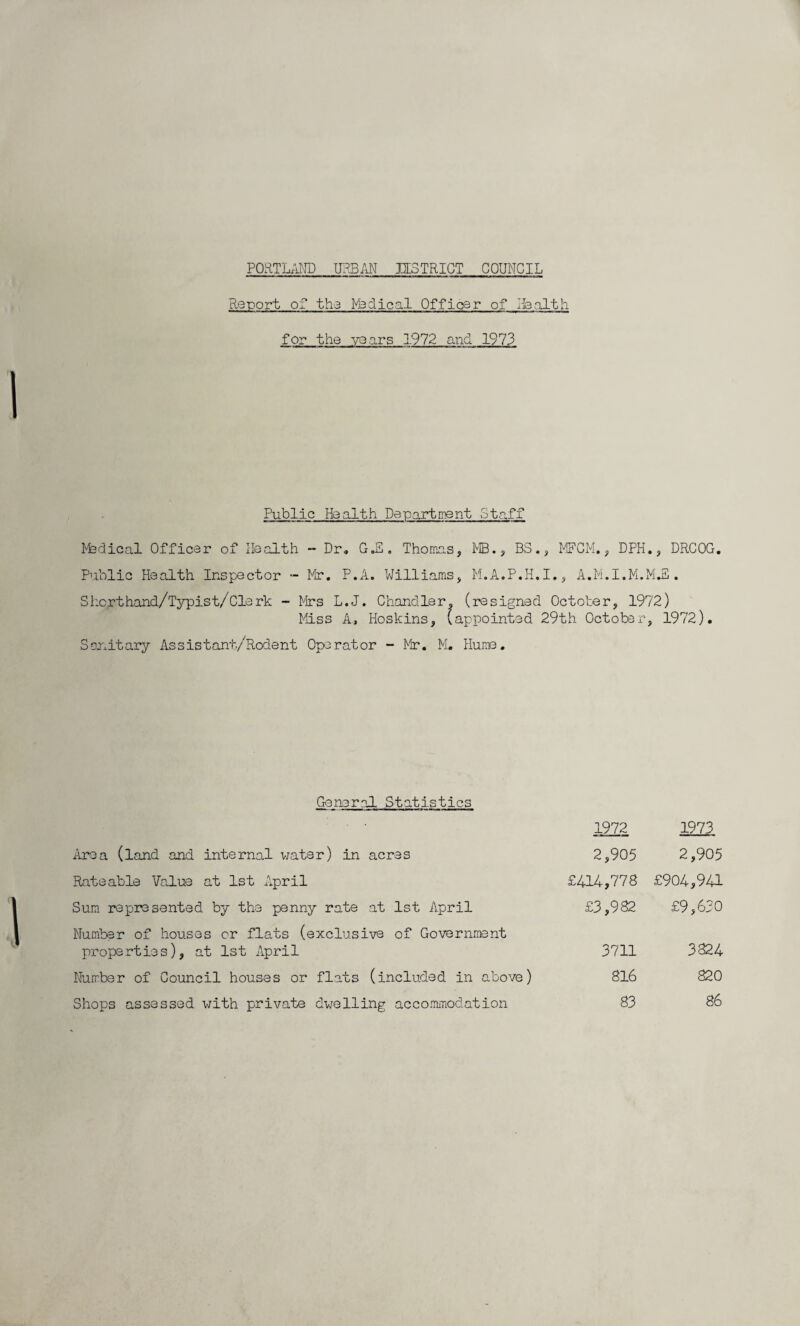 PORTLAND URBAN DISTRICT COUNCIL
Report of the Medical Officer of Health
for the years 1972 and 1973
Public Health Department Staff
Medical Officer of Health - Dr. G.E. Thomas, MB., BS., MFCM., DPH., DRCOG.
Public Health Inspector - Mr. P.A. Williams, M.A.P.H.I., A.M.I.M.M.E.
Shorthand/Typist/Clerk - Mrs L.J. Chandler, (resigned October, 1972)
Miss A. Hoskins, (appointed 29th October, 1972).
Sanitary Assistant/Rodent Operator - Mr. M. Hume.
General Statistics
1972 1973
Area (land and internal water) in acres 2,905 2,905
Rateable Value at 1st April £414,778 £904,941
Sum represented by the penny rate at 1st April £3,982 £9,630
Number of houses or flats (exclusive of Government
properties), at 1st April 3711 3824
Number of Council houses or flats (included in above) 816 820
Shops assessed with private dwelling accommodation 83 86